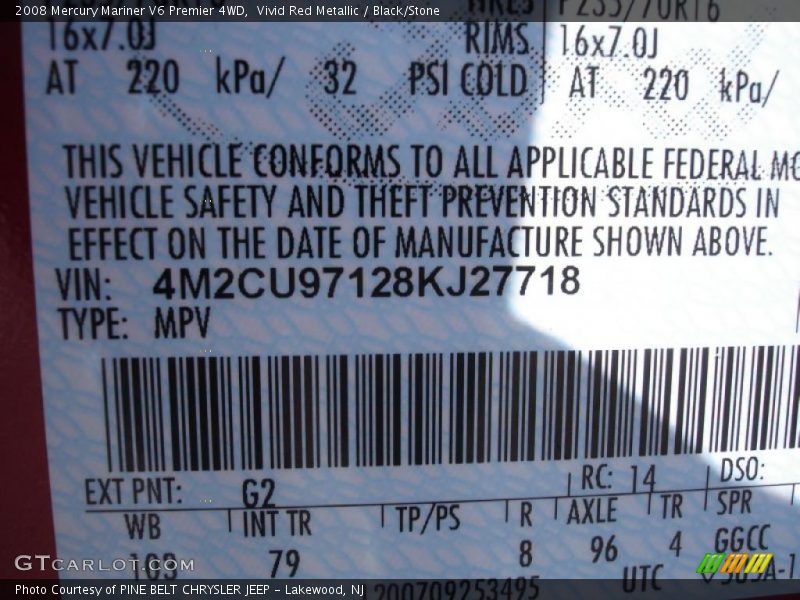 2008 Mercury Mariner V6 Premier 4WD,  Vivid Red Metallic / Black/Stone
16x7.0J RIMS 16x7.0J
AT 220 kPa/ 32 PSI COLD AT 220 kPa/
THIS VEHICLE CONFORMS TO ALL APPLICABLE FEDERAL MO
VEHICLE SAFETY AND THEFT PREVENTION STANDARDS IN
EFFECT ON THE DATE OF MANUFACTURE SHOWN ABOVE.
VIN: 4M2CU97128KJ27718
TYPE: MPV
EXT PNT: G2 RC: 14 DSO:
WB INT TR TP/PS R AXLE TR SPR
103 79 8 96 4 GGCC
GTCARLOT.COM
200709253495 UTC
Photo Courtesy of PINE BELT CHRYSLER JEEP - Lakewood, NJ